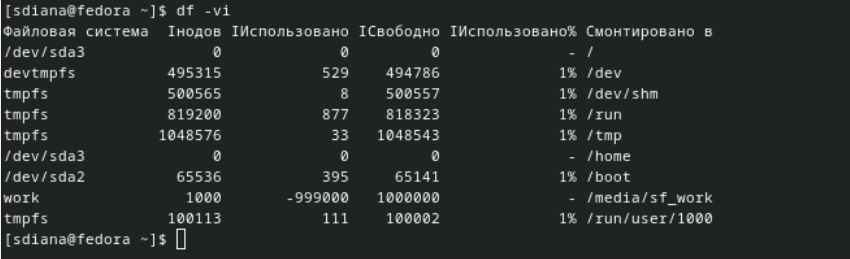 [sdiana@fedora ~]$ df -vi
Файловая система  Iнодов IИспользовано IСвободно IИспользовано% Смонтировано в
/dev/sda3              0             0         0              - /
devtmpfs          495315           529    494786             1% /dev
tmpfs             500565             8    500557             1% /dev/shm
tmpfs             819200           877    818323             1% /run
tmpfs            1048576            33   1048543             1% /tmp
/dev/sda3              0             0         0              - /home
/dev/sda2          65536           395     65141             1% /boot
work                1000       -999000   1000000              - /media/sf_work
tmpfs             100113           111    100002             1% /run/user/1000
[sdiana@fedora ~]$